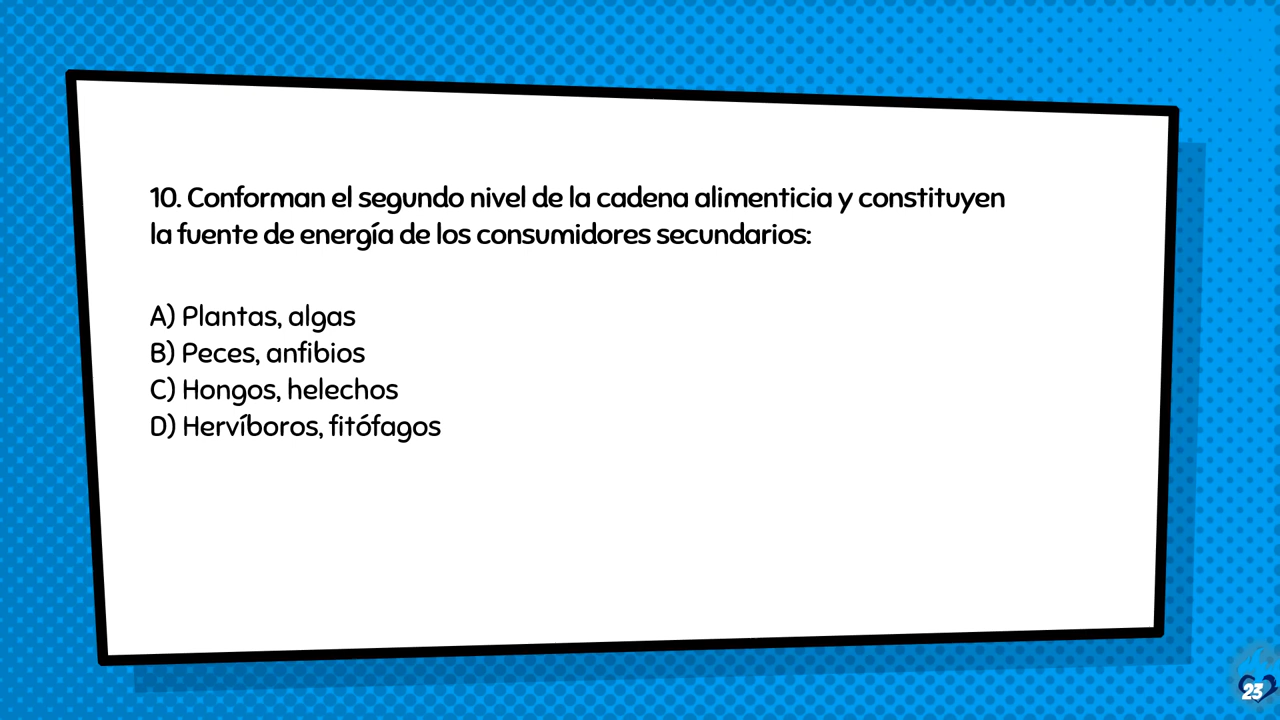 10. Conforman el segundo nivel de la cadena alimenticia y constituyen
la fuente de energía de los consumidores secundarios:
A) Plantas, algas
B) Peces, anfibios
C) Hongos, helechos
D) Hervíboros, fitófagos
23